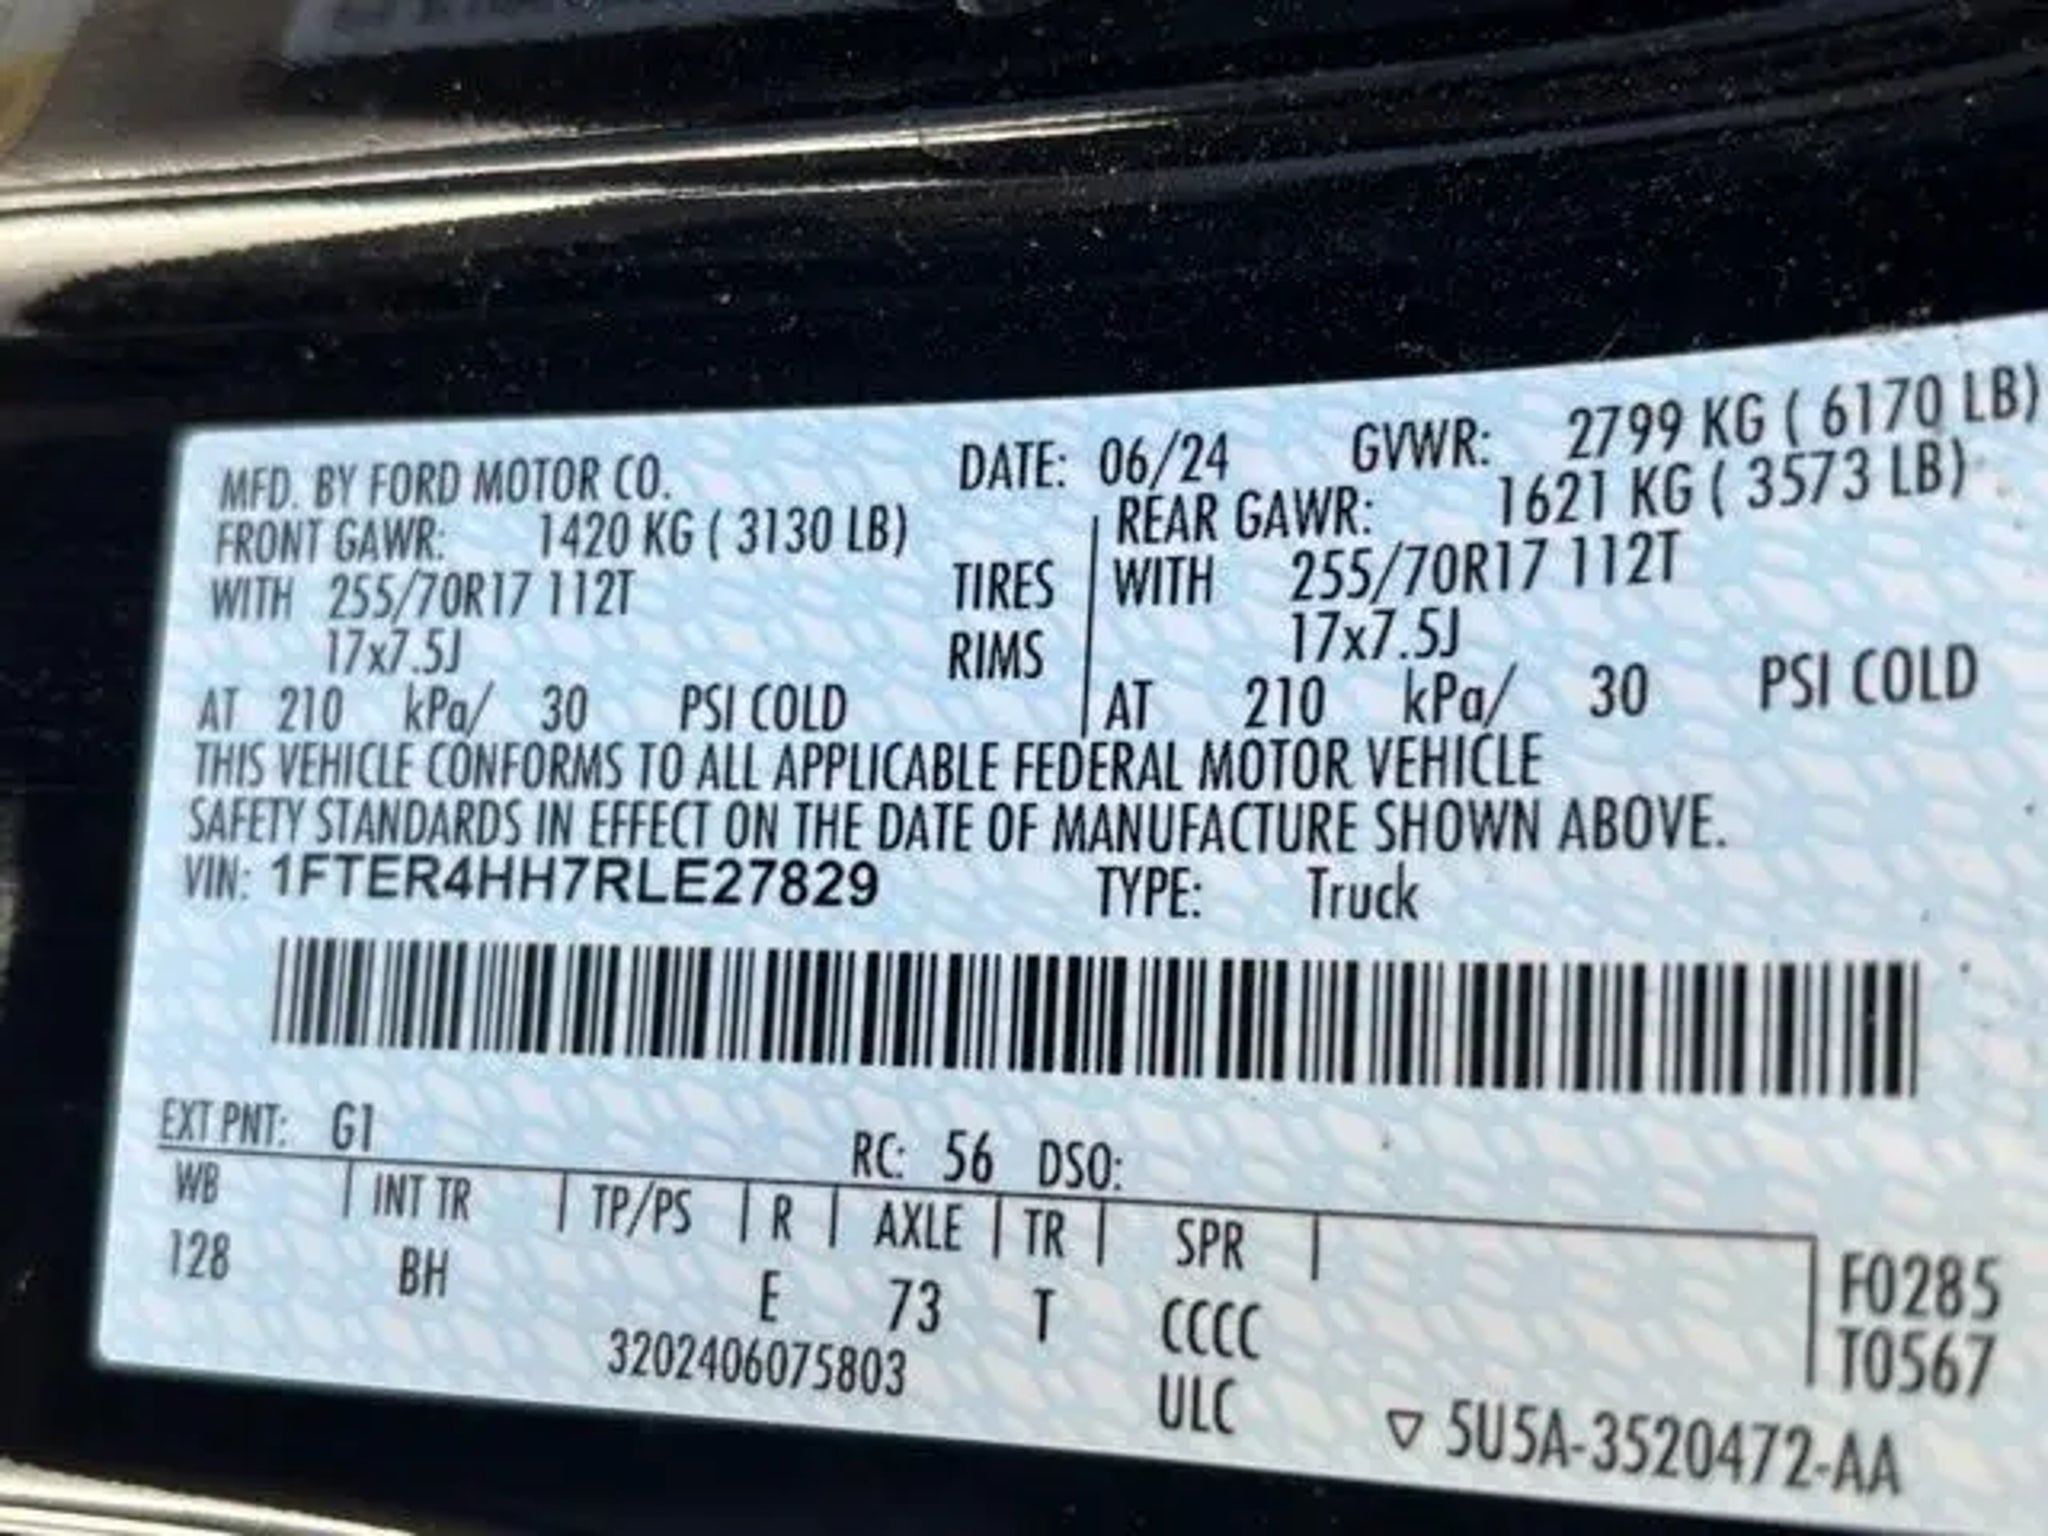 MFD. BY FORD MOTOR CO. DATE: 06/24 GVWR: 2799 KG ( 6170 LB)
FRONT GAWR: 1420 KG ( 3130 LB) REAR GAWR: 1621 KG ( 3573 LB)
WITH 255/70R17 112T TIRES WITH 255/70R17 112T
17x7.5J RIMS 17x7.5J
AT 210 kPa/ 30 PSI COLD AT 210 kPa/ 30 PSI COLD
THIS VEHICLE CONFORMS TO ALL APPLICABLE FEDERAL MOTOR VEHICLE
SAFETY STANDARDS IN EFFECT ON THE DATE OF MANUFACTURE SHOWN ABOVE.
VIN: 1FTER4HH7RLE27829 TYPE: Truck
EXT PNT: G1 RC: 56 DSO:
WB INT TR TP/PS R AXLE TR SPR
128 BH E 73 T CCCC F0285
3202406075803 ULC T0567
▽ 5U5A-3520472-AA